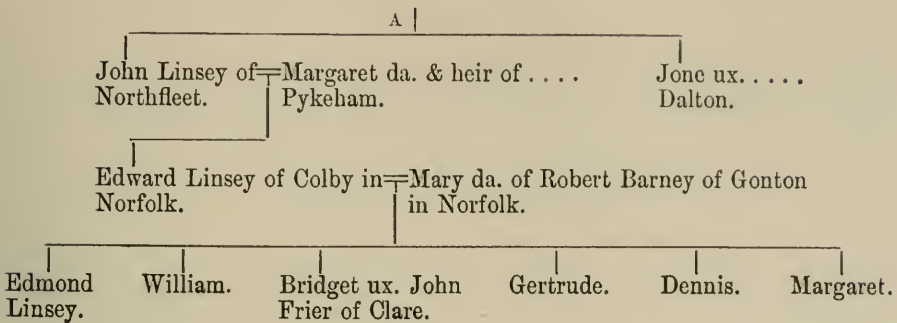 A
John Linsey of Margaret da. & heir of . . . . Jone ux. . . . .
Northfleet. Pykeham. Dalton.
Edward Linsey of Colby in Mary da. of Robert Barney of Gonton
Norfolk. in Norfolk.
Edmond William. Bridget ux. John Gertrude. Dennis. Margaret.
Linsey. Frier of Clare.